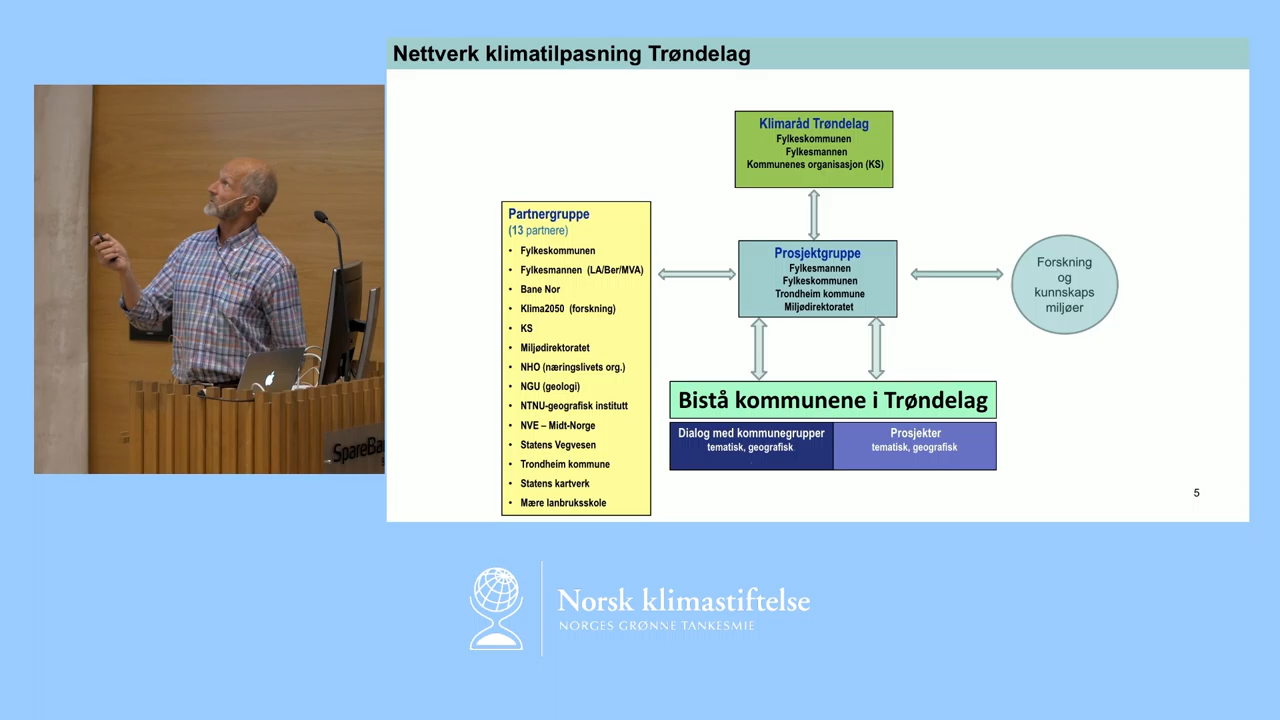 Nettverk klimatilpasning Trøndelag
Klimaråd Trøndelag
Fylkeskommunen
Fylkesmannen
Kommunenes organisasjon (KS)
Partnergruppe
(13 partnere)
• Fylkeskommunen
• Fylkesmannen (LA/Ber/MVA)
• Bane Nor
• Klima2050 (forskning)
• KS
• Miljødirektoratet
• NHO (næringslivets org.)
• NGU (geologi)
• NTNU-geografisk institutt
• NVE – Midt-Norge
• Statens Vegvesen
• Trondheim kommune
• Statens kartverk
• Mære lanbruksskole
Prosjektgruppe
Fylkesmannen
Fylkeskommunen
Trondheim kommune
Miljødirektoratet
Forskning
og
kunnskaps
miljøer
Bistå kommunene i Trøndelag
Dialog med kommunegrupper
tematisk, geografisk
Prosjekter
tematisk, geografisk
5
SpareBa
Norsk klimastiftelse
NORGES GRØNNE TANKESMIE